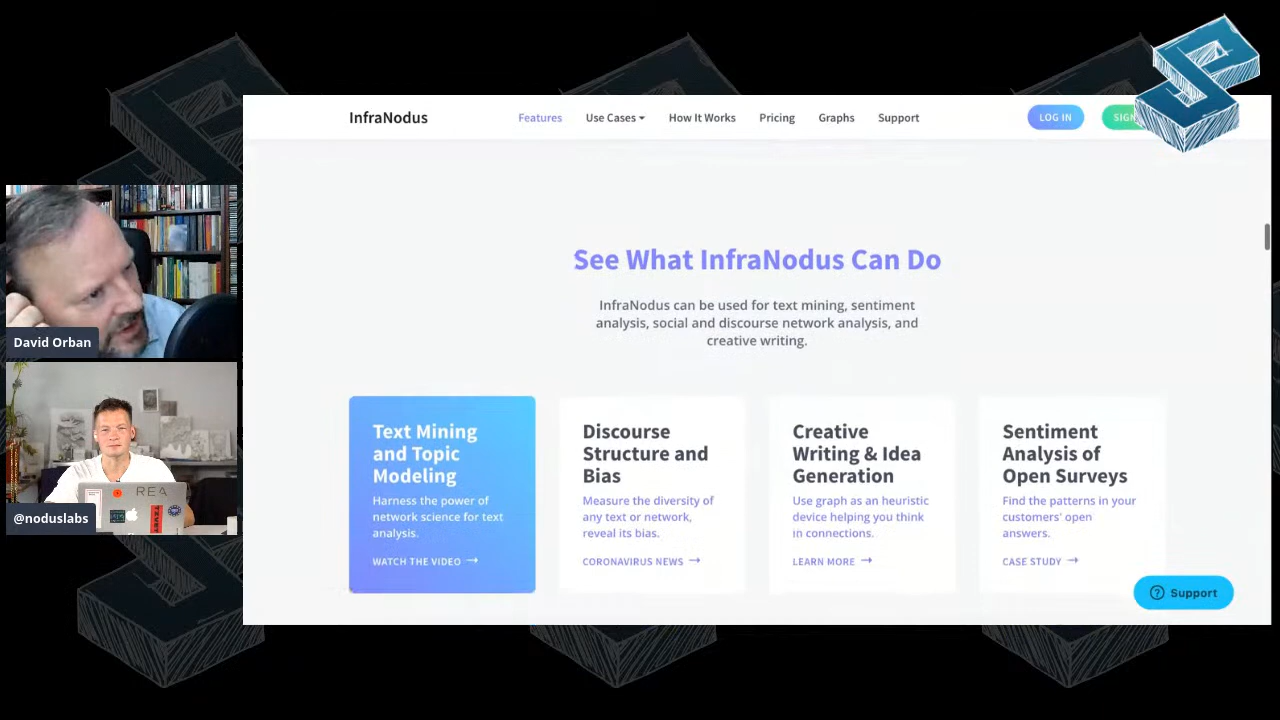 InfraNodus
Features
Use Cases
How It Works
Pricing
Graphs
Support
LOG IN
SIGN
See What InfraNodus Can Do
InfraNodus can be used for text mining, sentiment
analysis, social and discourse network analysis, and
creative writing.
David Orban
REA
@noduslabs
Text Mining
and Topic
Modeling
Harness the power of
network science for text
analysis.
WATCH THE VIDEO →
Discourse
Structure and
Bias
Measure the diversity of
any text or network,
reveal its bias.
CORONAVIRUS NEWS →
Creative
Writing & Idea
Generation
Use graph as an heuristic
device helping you think
in connections.
LEARN MORE →
Sentiment
Analysis of
Open Surveys
Find the patterns in your
customers' open
answers.
CASE STUDY →
Support